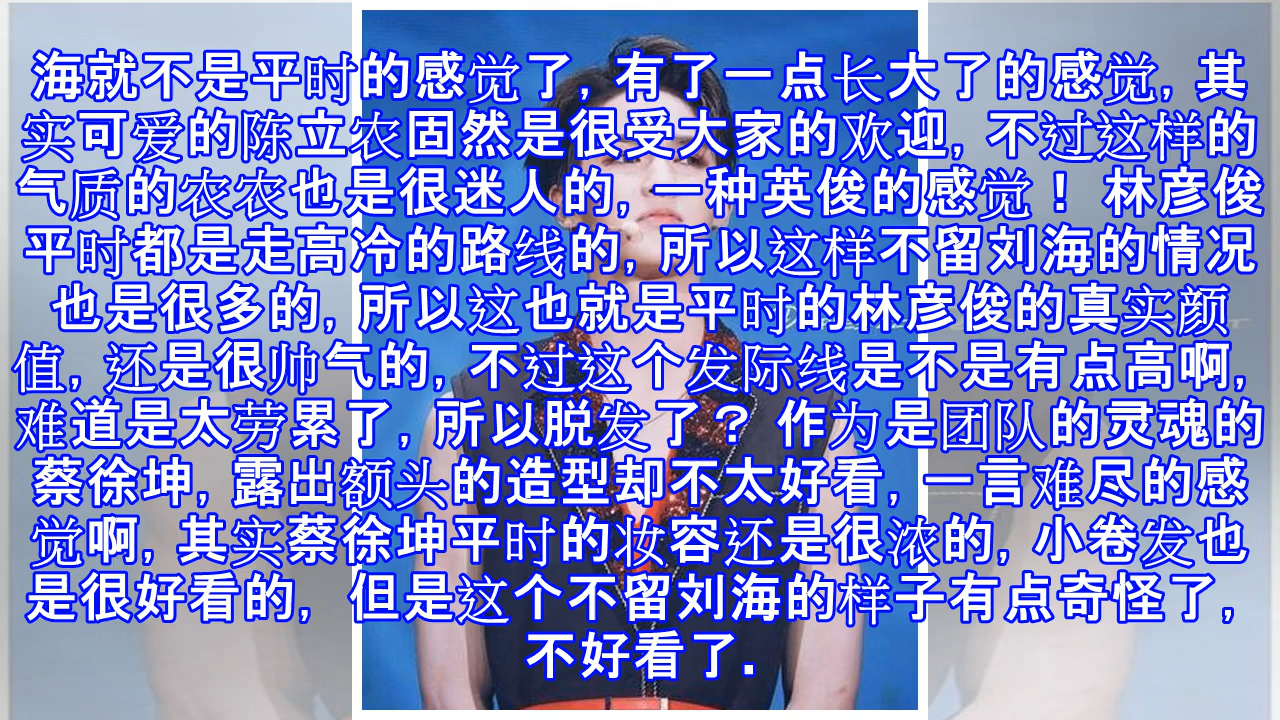 海就不是平时的感觉了, 有了一点长大了的感觉, 其
实可爱的陈立农固然是很受大家的欢迎, 不过这样的
气质的农农也是很迷人的, 一种英俊的感觉！ 林彦俊
平时都是走高冷的路线的, 所以这样不留刘海的情况
也是很多的, 所以这也就是平时的林彦俊的真实颜
值, 还是很帅气的, 不过这个发际线是不是有点高啊,
难道是太劳累了, 所以脱发了？ 作为是团队的灵魂的
蔡徐坤, 露出额头的造型却不太好看, 一言难尽的感
觉啊, 其实蔡徐坤平时的妆容还是很浓的, 小卷发也
是很好看的, 但是这个不留刘海的样子有点奇怪了,
不好看了.